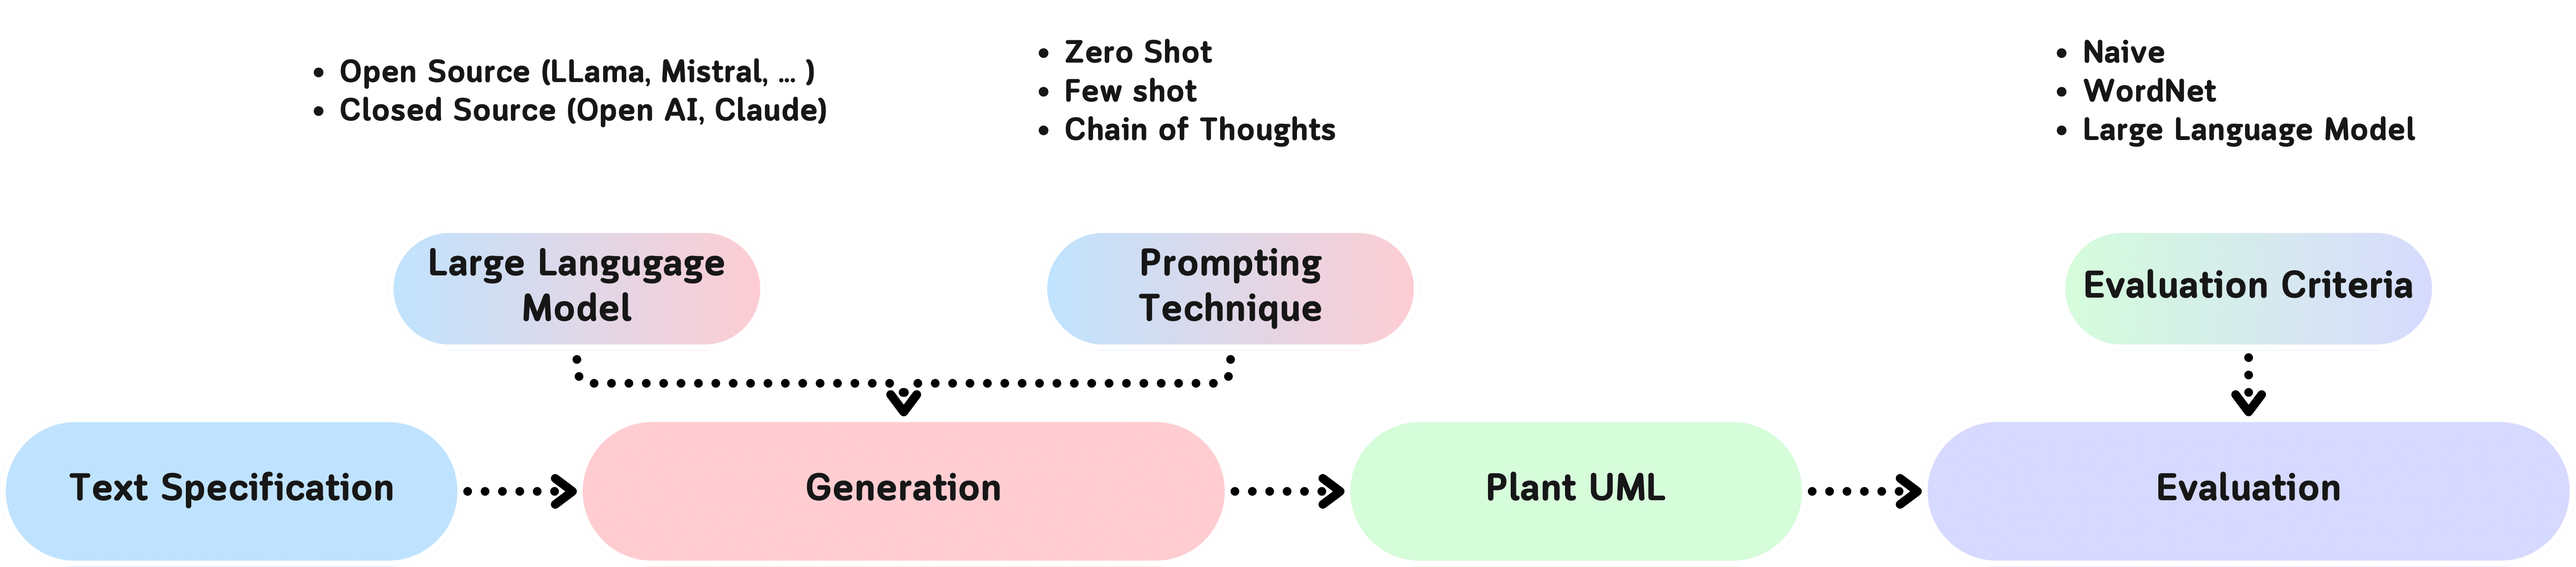 • Open Source (LLama, Mistral, ... )
• Closed Source (Open AI, Claude)
• Zero Shot
• Few shot
• Chain of Thoughts
• Naive
• WordNet
• Large Language Model
Large Langugage
Model
Prompting
Technique
Evaluation Criteria
Text Specification
Generation
Plant UML
Evaluation